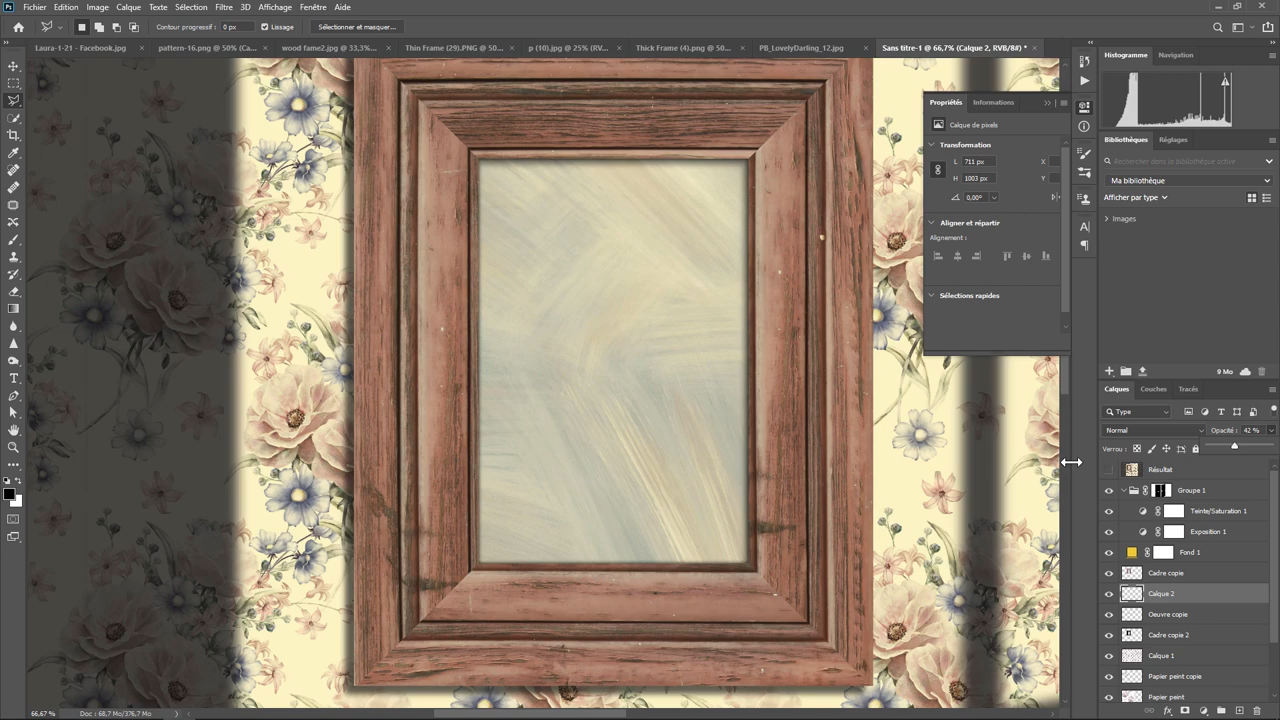 Fichier Edition Image Calque Texte Sélection Filtre 3D Affichage Fenêtre Aide
Contour progressif : 0 px Lissage Sélectionner et masquer...
Laura-1-21 - Facebook.jpg × pattern-16.png @ 50% (Ca... × wood fame2.jpg @ 33,3%... × Thin Frame (29).PNG @ 50... × p (10).jpg @ 25% (RV... × Thick Frame (4).png @ 50... × PB_LovelyDarling_12.jpg × Sans titre-1 @ 66,7% (Calque 2, RVB/8#) * ×
Histogramme Navigation
Propriétés Informations
Calque de pixels
Transformation
L 711 px X
H 1003 px Y
0,00°
Aligner et répartir
Alignement :
Sélections rapides
Bibliothèques Réglages
Rechercher dans la bibliothèque active
Ma bibliothèque
Afficher par type
Images
9 Mo
Calques Couches Tracés
Type
Normal Opacité : 42 %
Verrou :
Résultat
Groupe 1
Teinte/Saturation 1
Exposition 1
Fond 1
Cadre copie
Calque 2
Oeuvre copie
Cadre copie 2
Calque 1
Papier peint copie
Papier peint
66,67 % Doc : 68,7 Mo/376,7 Mo